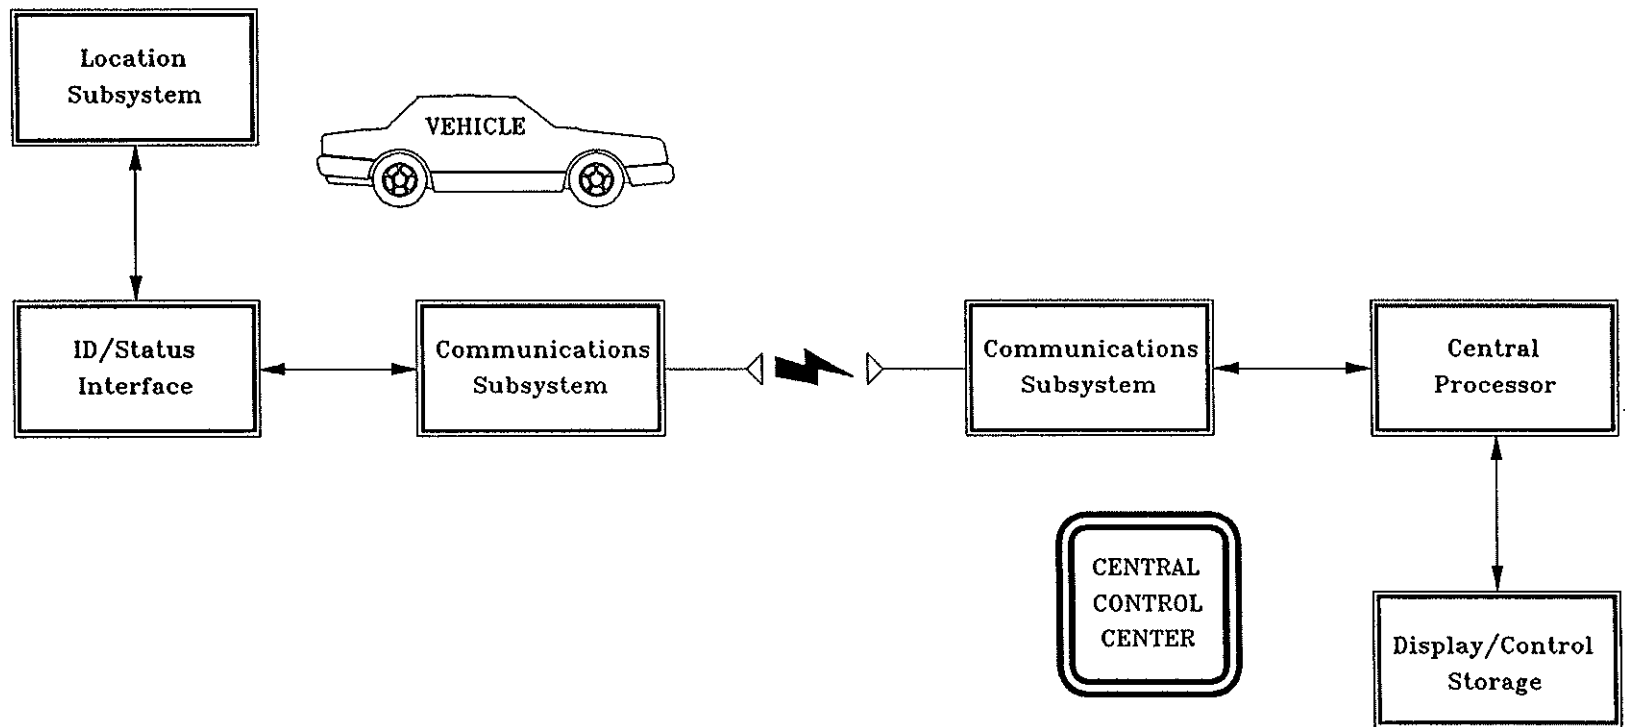 Location
Subsystem
VEHICLE
ID/Status
Interface
Communications
Subsystem
Communications
Subsystem
Central
Processor
CENTRAL
CONTROL
CENTER
Display/Control
Storage